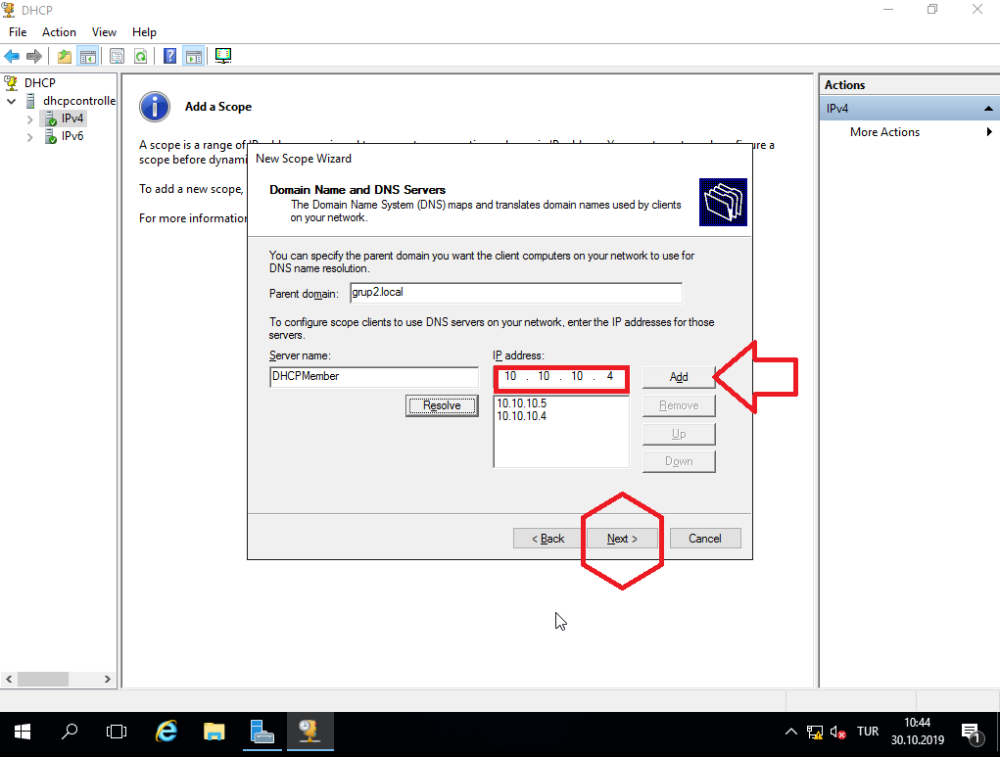 DHCP
File Action View Help
DHCP
dhcpcontrolle
IPv4
IPv6
Add a Scope
A scope is a range of
figure a
scope before dynami
To add a new scope,
For more information
New Scope Wizard
Domain Name and DNS Servers
The Domain Name System (DNS) maps and translates domain names used by clients
on your network.
You can specify the parent domain you want the client computers on your network to use for
DNS name resolution.
Parent domain: grup2.local
To configure scope clients to use DNS servers on your network, enter the IP addresses for those
servers.
Server name: IP address:
DHCPMember 10 . 10 . 10 . 4 Add
Resolve 10.10.10.5 Remove
10.10.10.4
Up
Down
< Back Next > Cancel
Actions
IPv4
More Actions
TUR
10:44
30.10.2019
1